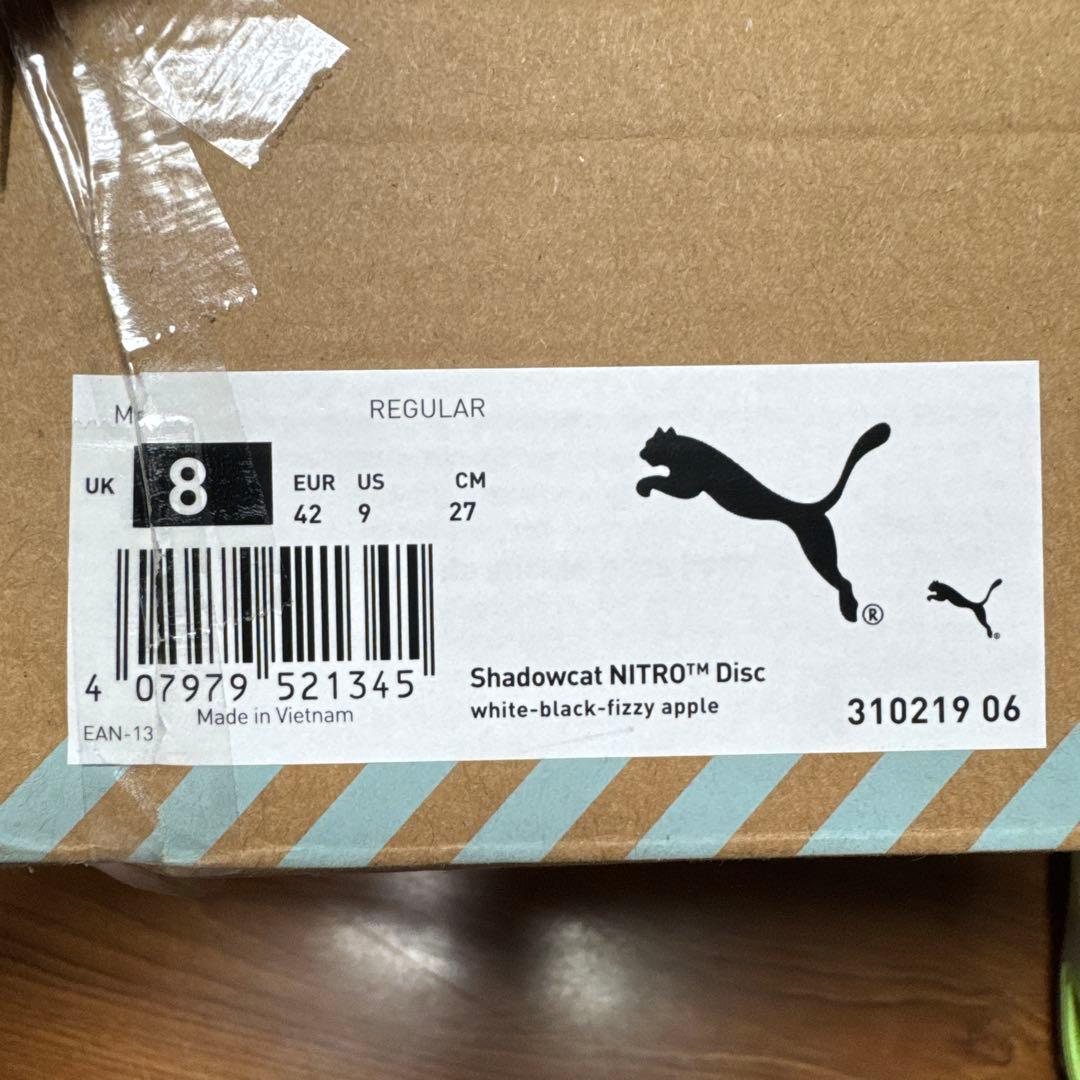 REGULAR
UK 8 EUR US CM
42 9 27
4 07979 521345
Made in Vietnam
EAN-13
®
Shadowcat NITRO™ Disc
white-black-fizzy apple
310219 06